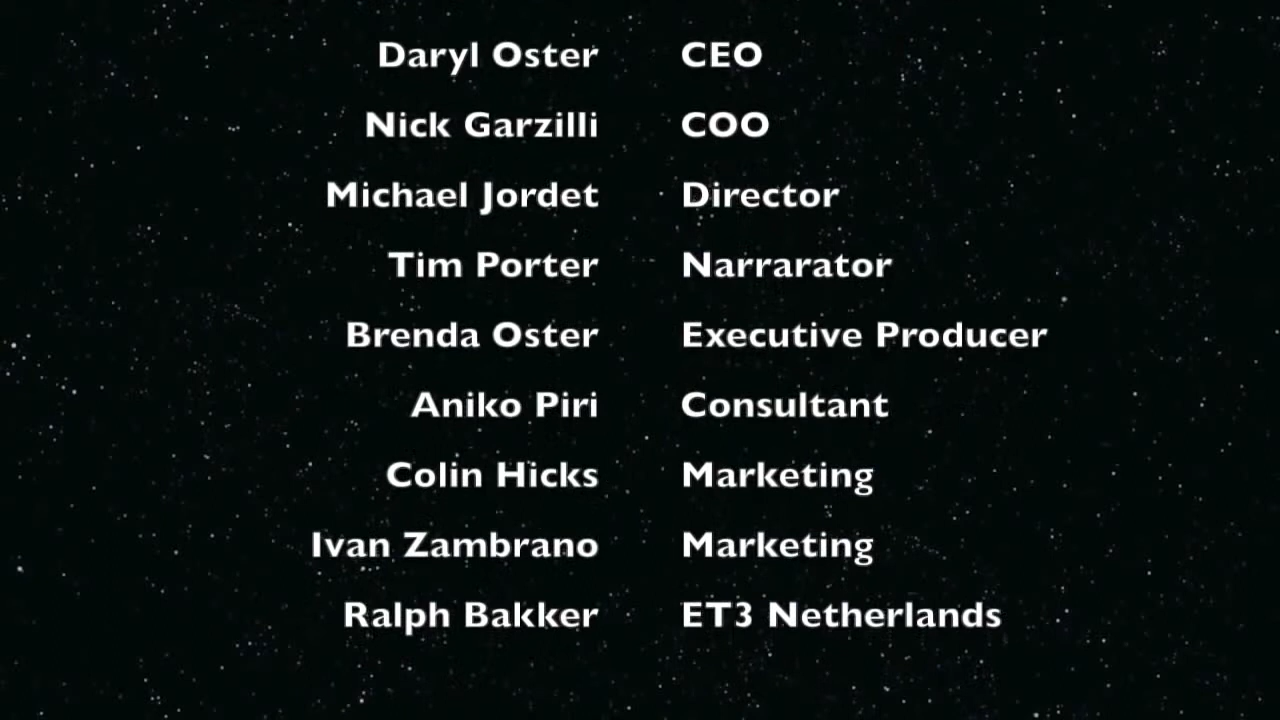 Daryl Oster CEO
Nick Garzilli COO
Michael Jordet Director
Tim Porter Narrarator
Brenda Oster Executive Producer
Aniko Piri Consultant
Colin Hicks Marketing
Ivan Zambrano Marketing
Ralph Bakker ET3 Netherlands